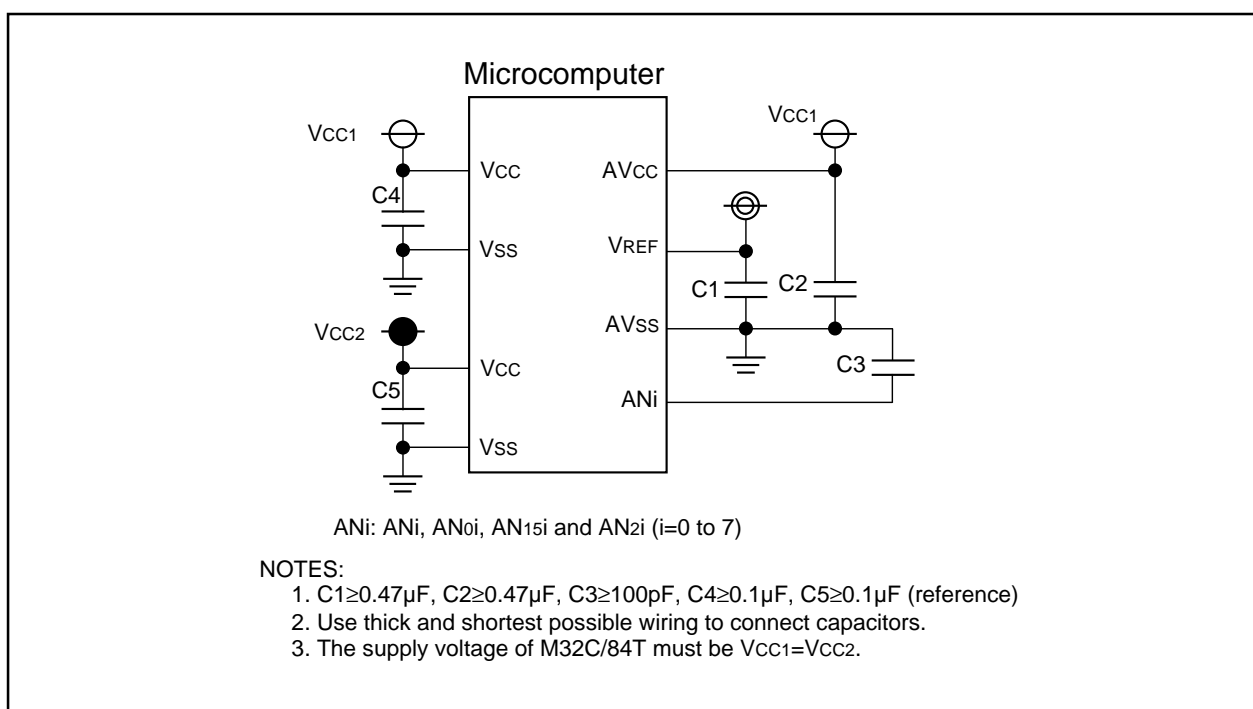 Microcomputer
VCC1
VCC1
VCC
AVCC
C4
VREF
VSS
C1
C2
AVSS
VCC2
VCC
C3
C5
ANi
VSS
ANi: ANi, AN0i, AN15i and AN2i (i=0 to 7)
NOTES:
1. C1≥0.47µF, C2≥0.47µF, C3≥100pF, C4≥0.1µF, C5≥0.1µF (reference)
2. Use thick and shortest possible wiring to connect capacitors.
3. The supply voltage of M32C/84T must be VCC1=VCC2.